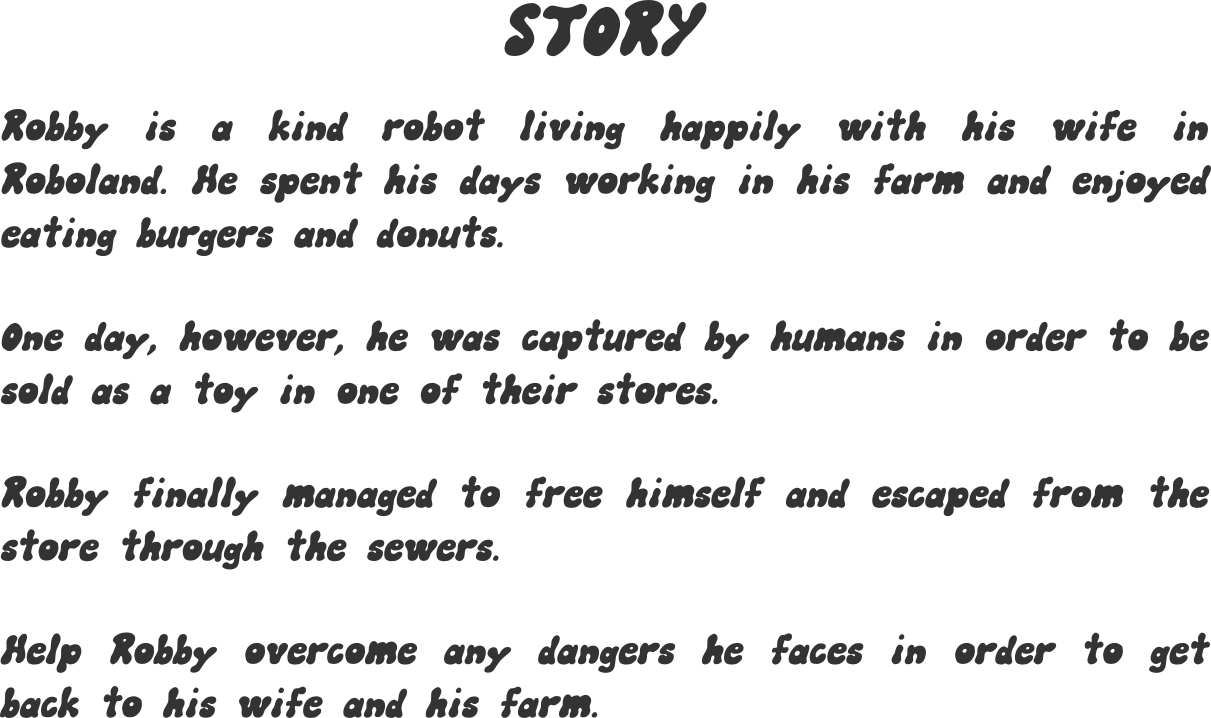 STORY
Robby is a kind robot living happily with his wife in
Roboland. He spent his days working in his farm and enjoyed
eating burgers and donuts.
One day, however, he was captured by humans in order to be
sold as a toy in one of their stores.
Robby finally managed to free himself and escaped from the
store through the sewers.
Help Robby overcome any dangers he faces in order to get
back to his wife and his farm.